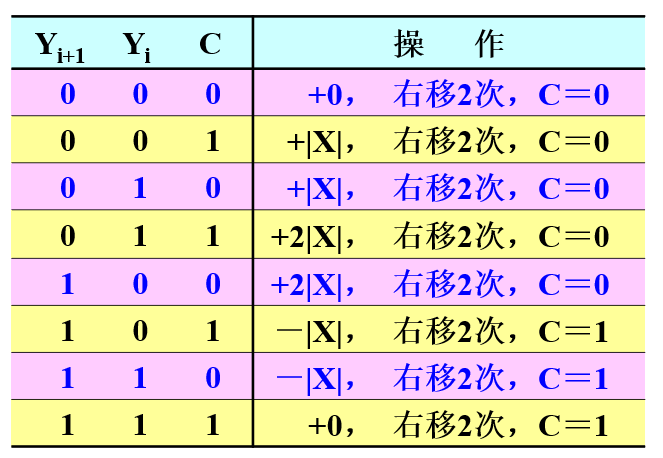 Yi+1 Yi C 操 作
0 0 0 +0， 右移2次，C＝0
0 0 1 +|X|， 右移2次，C＝0
0 1 0 +|X|， 右移2次，C＝0
0 1 1 +2|X|， 右移2次，C＝0
1 0 0 +2|X|， 右移2次，C＝0
1 0 1 －|X|， 右移2次，C＝1
1 1 0 －|X|， 右移2次，C＝1
1 1 1 +0， 右移2次，C＝1